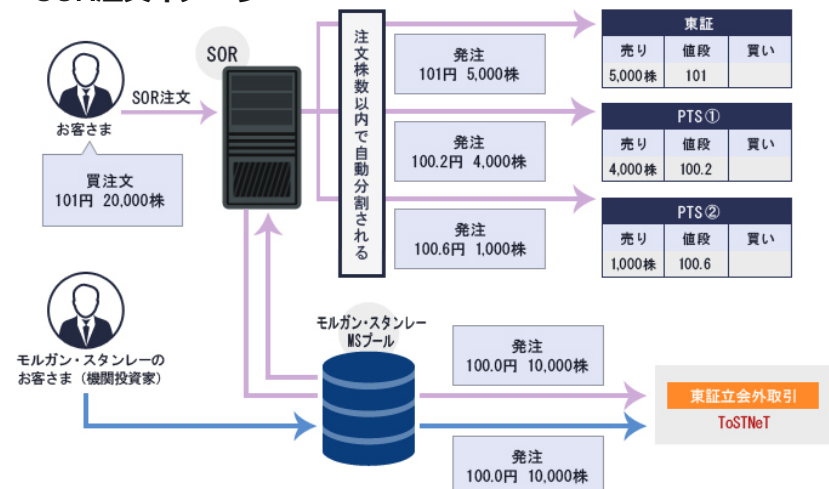 SOR
SOR注文
お客さま
買注文
101円 20,000株
注文株数以内で自動分割される
発注
101円 5,000株
発注
100.2円 4,000株
発注
100.6円 1,000株
東証
売り 値段 買い
5,000株 101
PTS①
売り 値段 買い
4,000株 100.2
PTS②
売り 値段 買い
1,000株 100.6
モルガン・スタンレーの
お客さま（機関投資家）
モルガン・スタンレー
MSプール
発注
100.0円 10,000株
発注
100.0円 10,000株
東証立会外取引
ToSTNeT